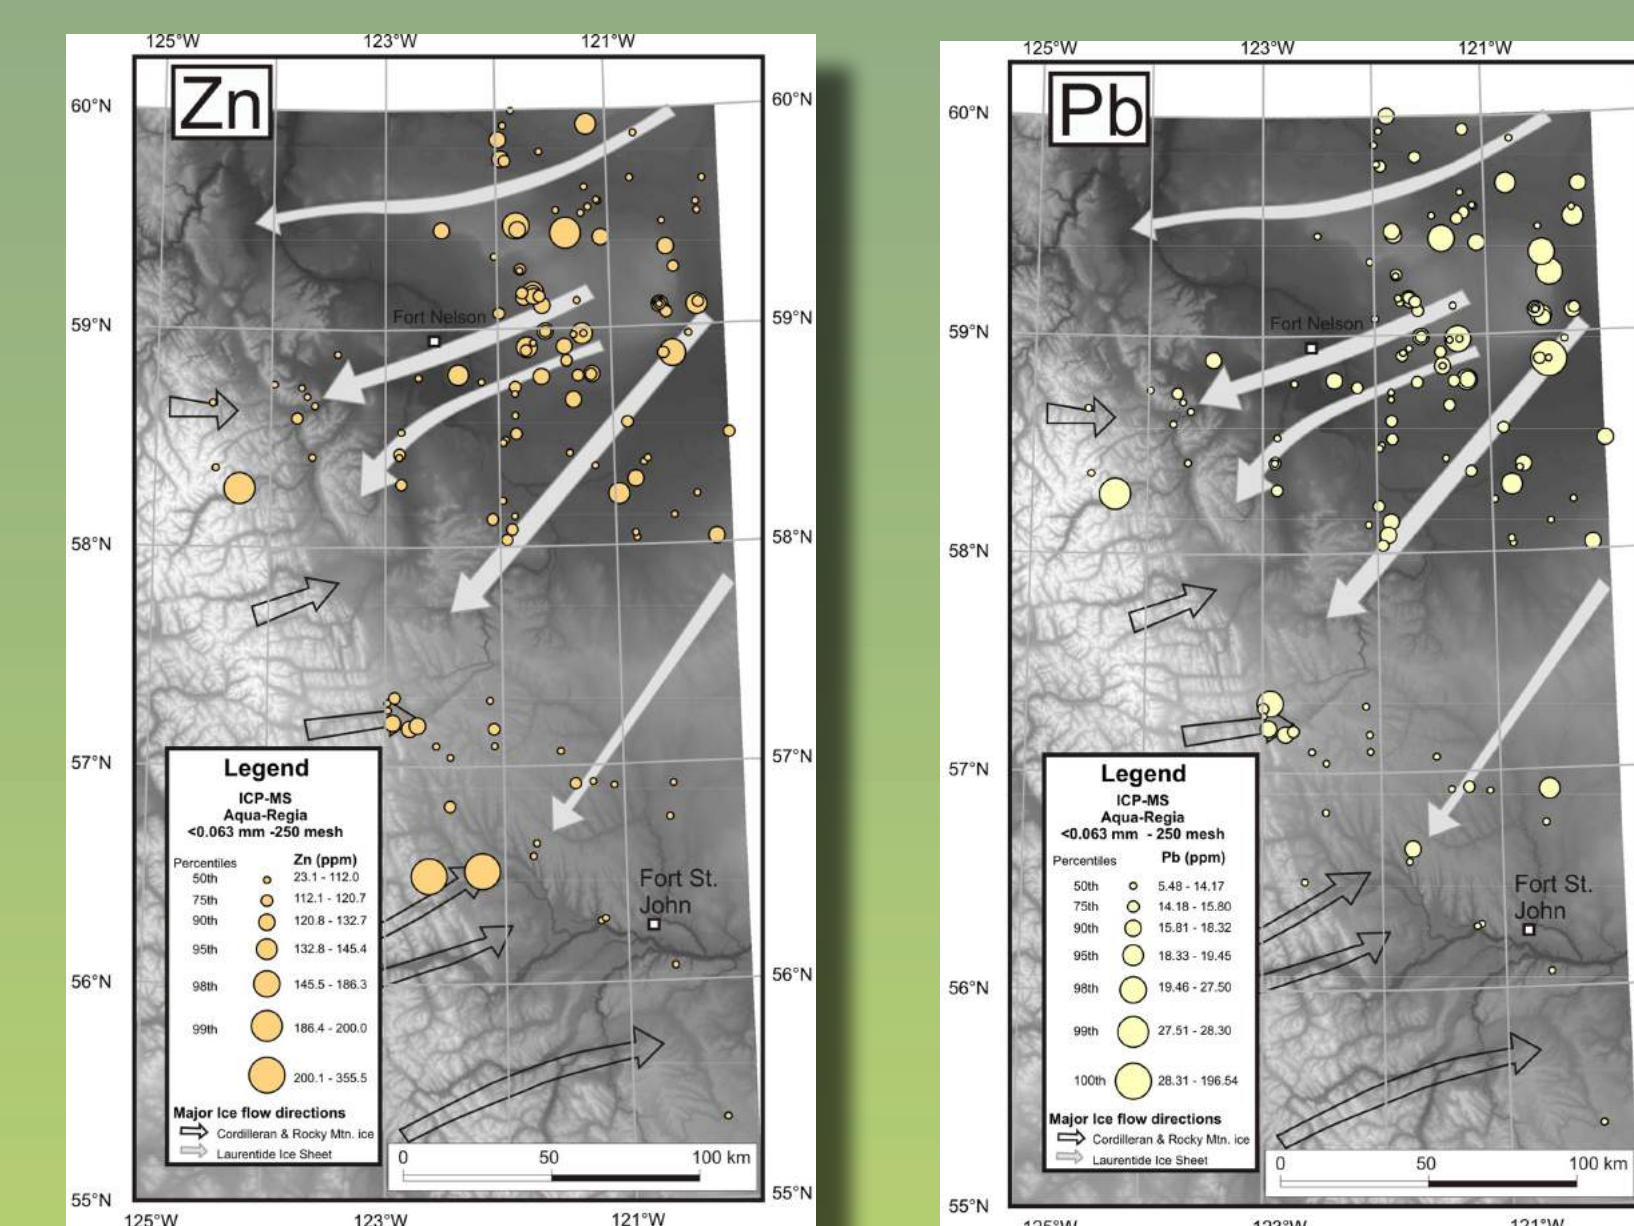 125°W 123°W 121°W
Zn
60°N 60°N
Fort Nelson
59°N 59°N
58°N 58°N
57°N 57°N
Legend
ICP-MS
Aqua-Regia
<0.063 mm -250 mesh
Percentiles Zn (ppm)
50th 23.1 - 112.0
75th 112.1 - 120.7
90th 120.8 - 132.7
95th 132.8 - 145.4
98th 145.5 - 186.3
99th 186.4 - 200.0
200.1 - 355.5
Major Ice flow directions
Cordilleran & Rocky Mtn. ice
Laurentide Ice Sheet
Fort St.
John
56°N 56°N
0 50 100 km
55°N 55°N
125°W 123°W 121°W
125°W 123°W 121°W
Pb
60°N
Fort Nelson
59°N
58°N
57°N
Legend
ICP-MS
Aqua-Regia
<0.063 mm - 250 mesh
Percentiles Pb (ppm)
50th 5.48 - 14.17
75th 14.18 - 15.80
90th 15.81 - 18.32
95th 18.33 - 19.45
98th 19.46 - 27.50
99th 27.51 - 28.30
100th 28.31 - 196.54
Major Ice flow directions
Cordilleran & Rocky Mtn. ice
Laurentide Ice Sheet
Fort St.
John
56°N
0 50 100 km
55°N
125°W 123°W 121°W